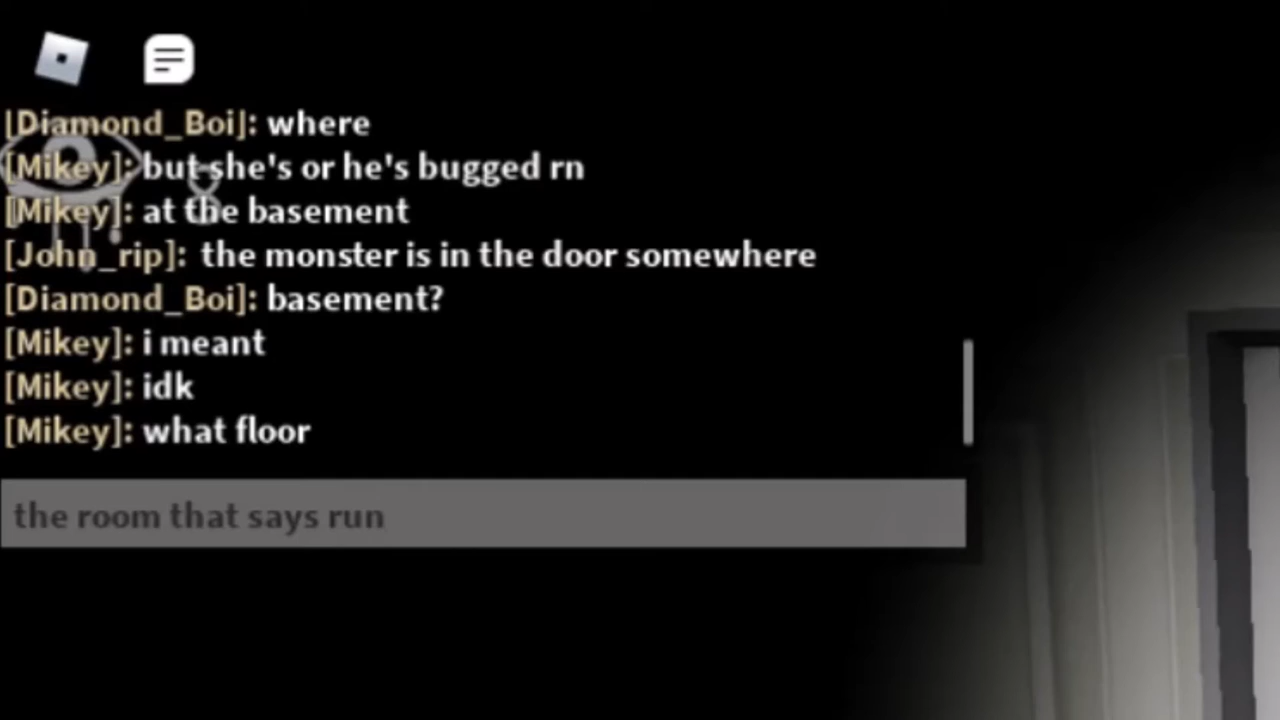 [Diamond_Boi]: where
[Mikey]: but she's or he's bugged rn
[Mikey]: at the basement
[John_rip]: the monster is in the door somewhere
[Diamond_Boi]: basement?
[Mikey]: i meant
[Mikey]: idk
[Mikey]: what floor
the room that says run